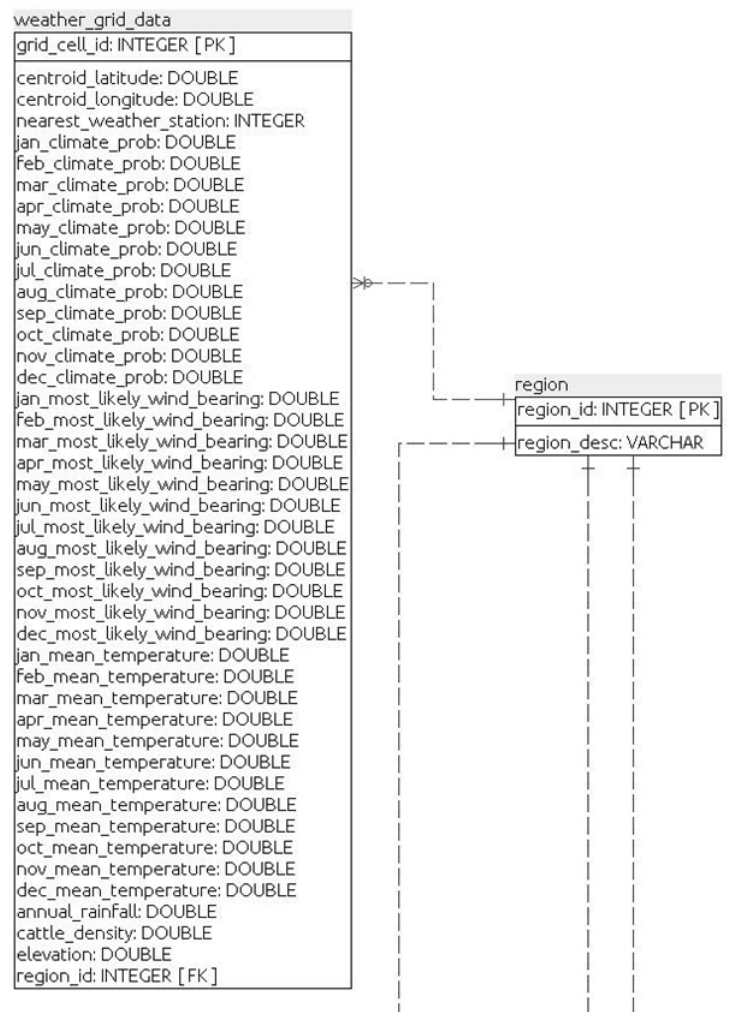 weather_grid_data
grid_cell_id: INTEGER [ PK ]
centroid_latitude: DOUBLE
centroid_longitude: DOUBLE
nearest_weather_station: INTEGER
jan_climate_prob: DOUBLE
feb_climate_prob: DOUBLE
mar_climate_prob: DOUBLE
apr_climate_prob: DOUBLE
may_climate_prob: DOUBLE
jun_climate_prob: DOUBLE
jul_climate_prob: DOUBLE
aug_climate_prob: DOUBLE
sep_climate_prob: DOUBLE
oct_climate_prob: DOUBLE
nov_climate_prob: DOUBLE
dec_climate_prob: DOUBLE
jan_most_likely_wind_bearing: DOUBLE
feb_most_likely_wind_bearing: DOUBLE
mar_most_likely_wind_bearing: DOUBLE
apr_most_likely_wind_bearing: DOUBLE
may_most_likely_wind_bearing: DOUBLE
jun_most_likely_wind_bearing: DOUBLE
jul_most_likely_wind_bearing: DOUBLE
aug_most_likely_wind_bearing: DOUBLE
sep_most_likely_wind_bearing: DOUBLE
oct_most_likely_wind_bearing: DOUBLE
nov_most_likely_wind_bearing: DOUBLE
dec_most_likely_wind_bearing: DOUBLE
jan_mean_temperature: DOUBLE
feb_mean_temperature: DOUBLE
mar_mean_temperature: DOUBLE
apr_mean_temperature: DOUBLE
may_mean_temperature: DOUBLE
jun_mean_temperature: DOUBLE
jul_mean_temperature: DOUBLE
aug_mean_temperature: DOUBLE
sep_mean_temperature: DOUBLE
oct_mean_temperature: DOUBLE
nov_mean_temperature: DOUBLE
dec_mean_temperature: DOUBLE
annual_rainfall: DOUBLE
cattle_density: DOUBLE
elevation: DOUBLE
region_id: INTEGER [ FK ]
region
region_id: INTEGER [ PK ]
region_desc: VARCHAR